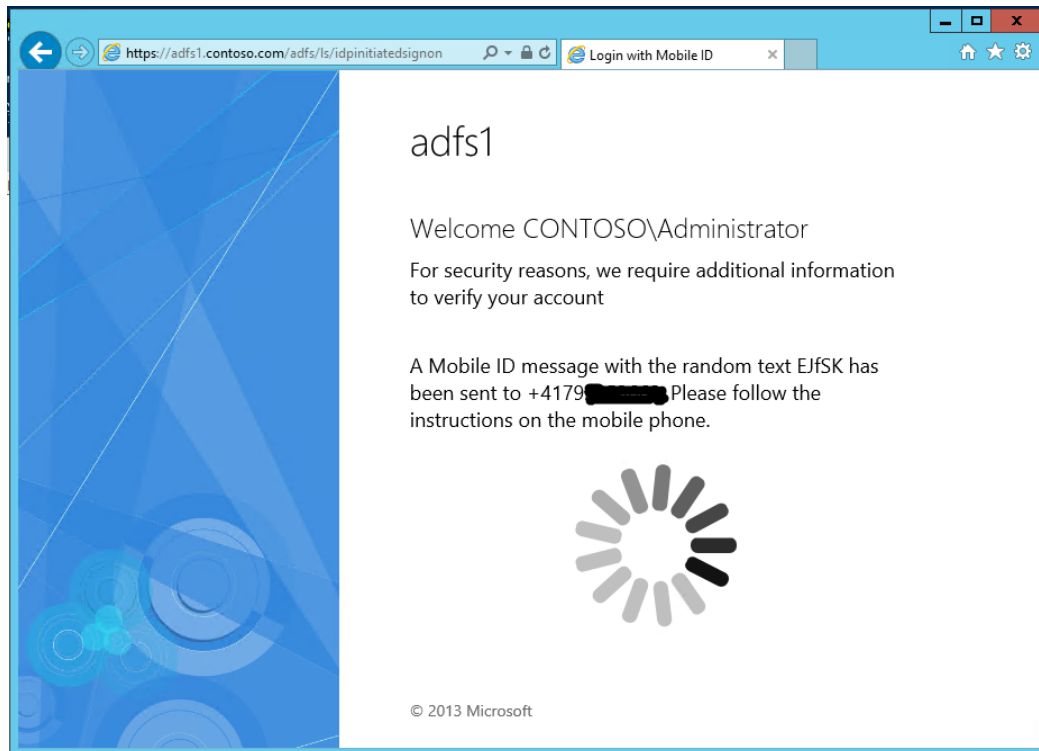 https://adfs1.contoso.com/adfs/ls/idpinitiatedsignon
Login with Mobile ID
adfs1
Welcome CONTOSO\Administrator
For security reasons, we require additional information
to verify your account
A Mobile ID message with the random text EJfSK has
been sent to +4179 Please follow the
instructions on the mobile phone.
© 2013 Microsoft